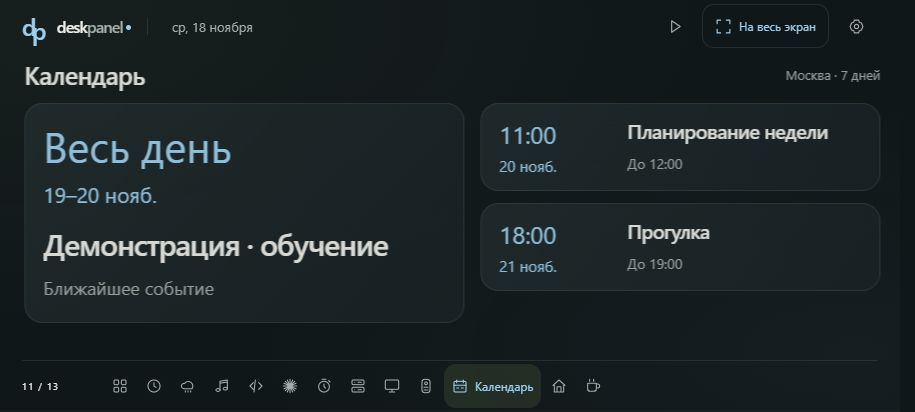 dp deskpanel ср, 18 ноября На весь экран
Календарь Москва · 7 дней
Весь день
19–20 нояб.
Демонстрация · обучение
Ближайшее событие
11:00 Планирование недели
20 нояб. До 12:00
18:00 Прогулка
21 нояб. До 19:00
11 / 13 Календарь